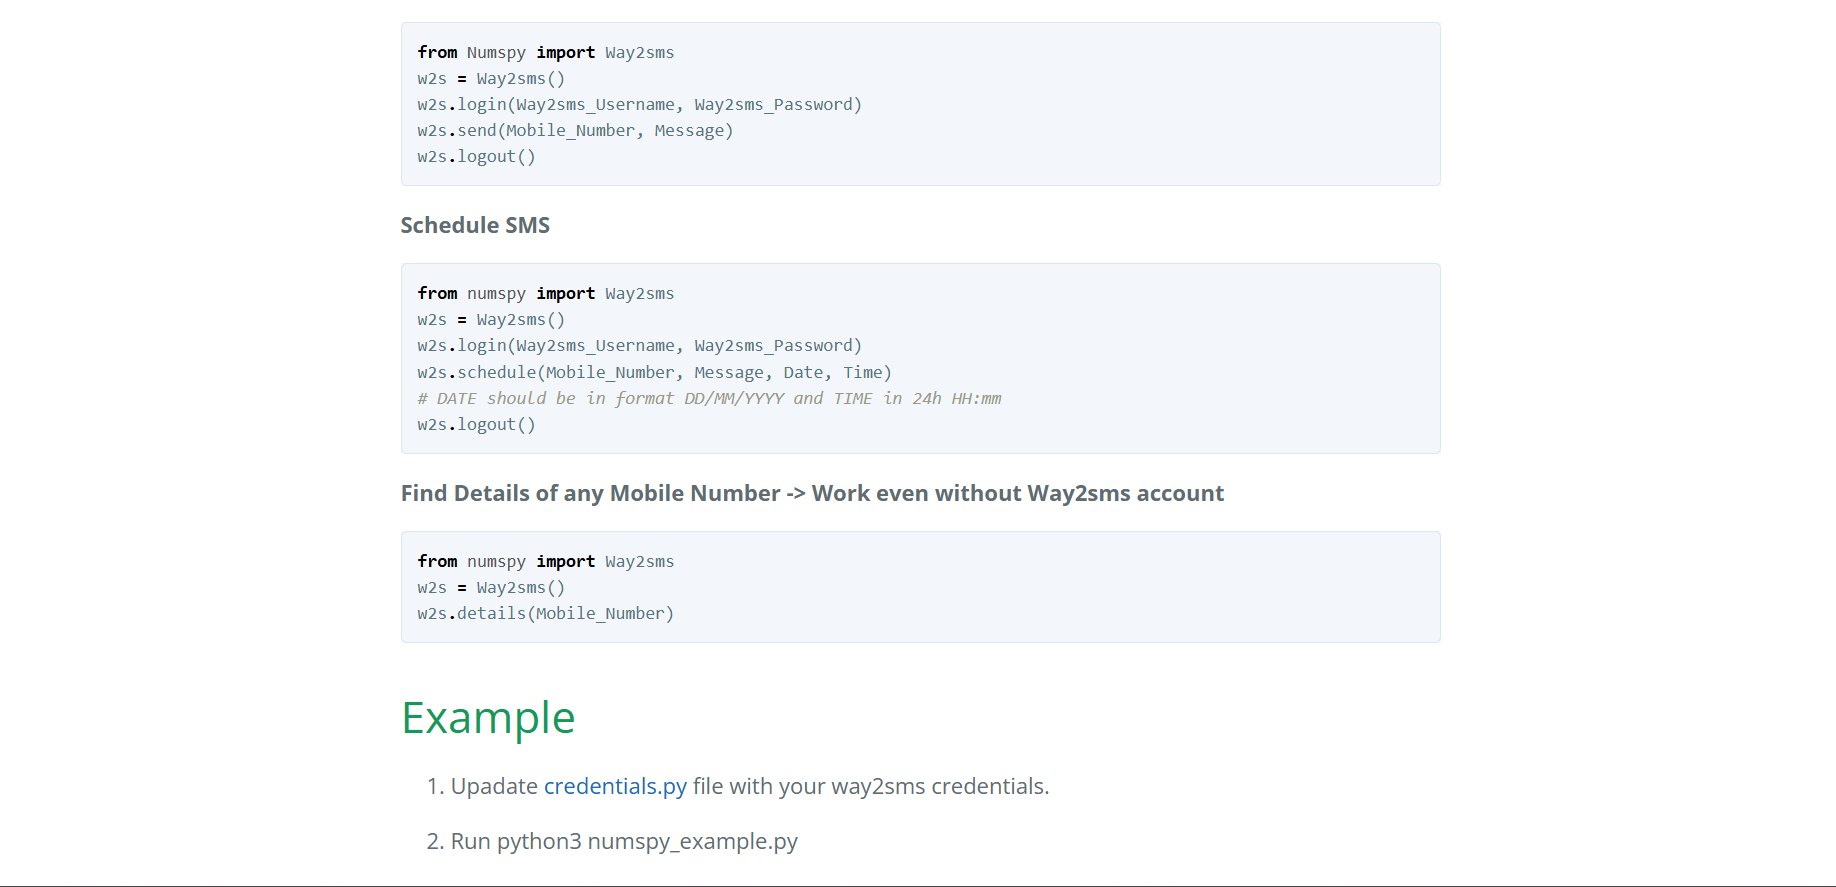 from Numspy import Way2sms
w2s = Way2sms()
w2s.login(Way2sms_Username, Way2sms_Password)
w2s.send(Mobile_Number, Message)
w2s.logout()
Schedule SMS
from numspy import Way2sms
w2s = Way2sms()
w2s.login(Way2sms_Username, Way2sms_Password)
w2s.schedule(Mobile_Number, Message, Date, Time)
# DATE should be in format DD/MM/YYYY and TIME in 24h HH:mm
w2s.logout()
Find Details of any Mobile Number -> Work even without Way2sms account
from numspy import Way2sms
w2s = Way2sms()
w2s.details(Mobile_Number)
Example
1. Upadate credentials.py file with your way2sms credentials.
2. Run python3 numspy_example.py